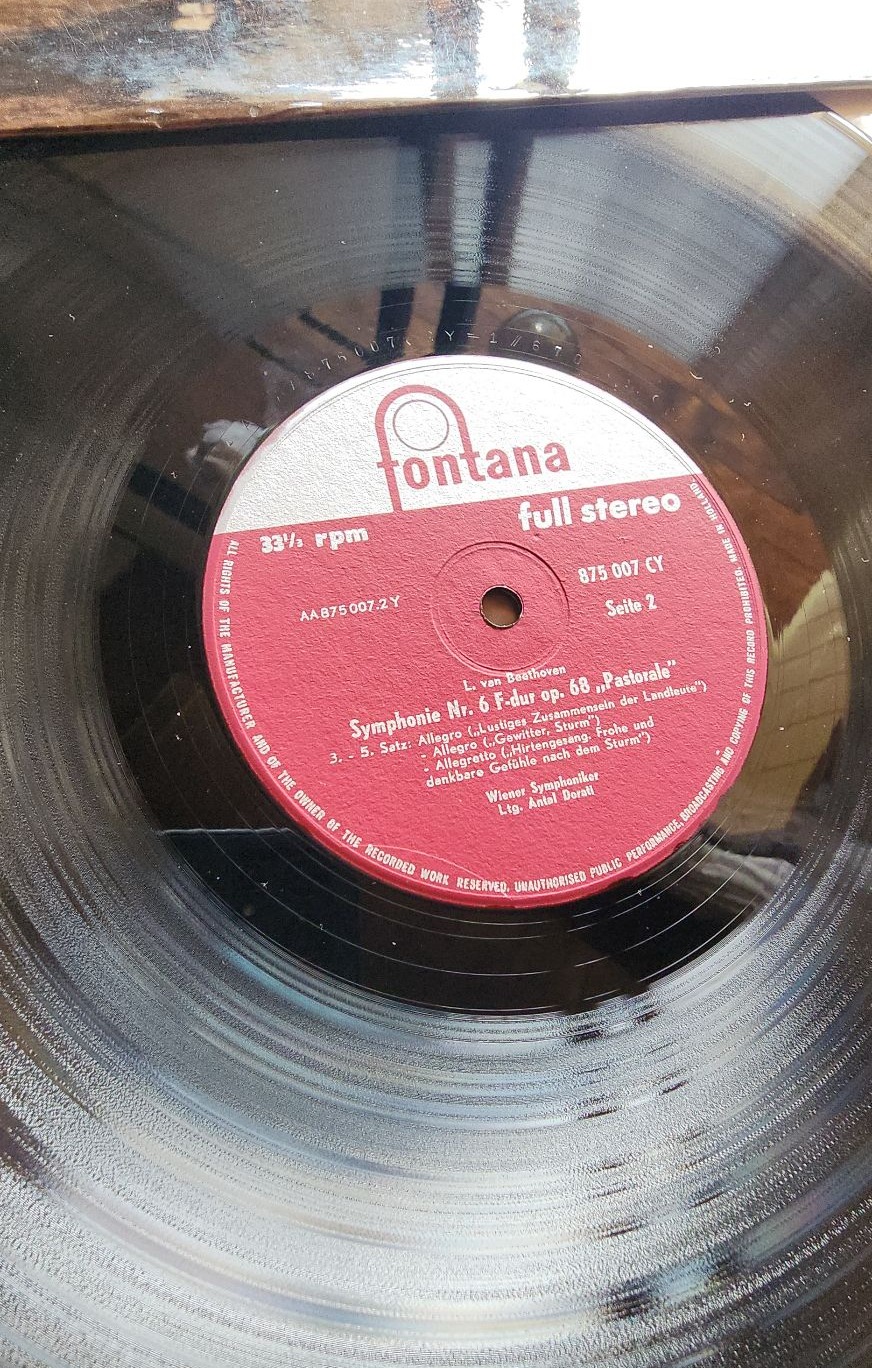 fontana
full stereo
33⅓ rpm
875 007 CY
AA 875 007.2 Y
Seite 2
L. van Beethoven
Symphonie Nr. 6 F-dur op. 68 „Pastorale”
3. - 5. Satz: Allegro („Lustiges Zusammensein der Landleute”)
- Allegro („Gewitter, Sturm”)
- Allegretto („Hirtengesang. Frohe und
dankbare Gefühle nach dem Sturm”)
Wiener Symphoniker
Ltg. Antal Dorati
ALL RIGHTS OF THE MANUFACTURER AND OF THE OWNER OF THE RECORDED WORK RESERVED. UNAUTHORISED PUBLIC PERFORMANCE, BROADCASTING AND COPYING OF THIS RECORD PROHIBITED. MADE IN HOLLAND.